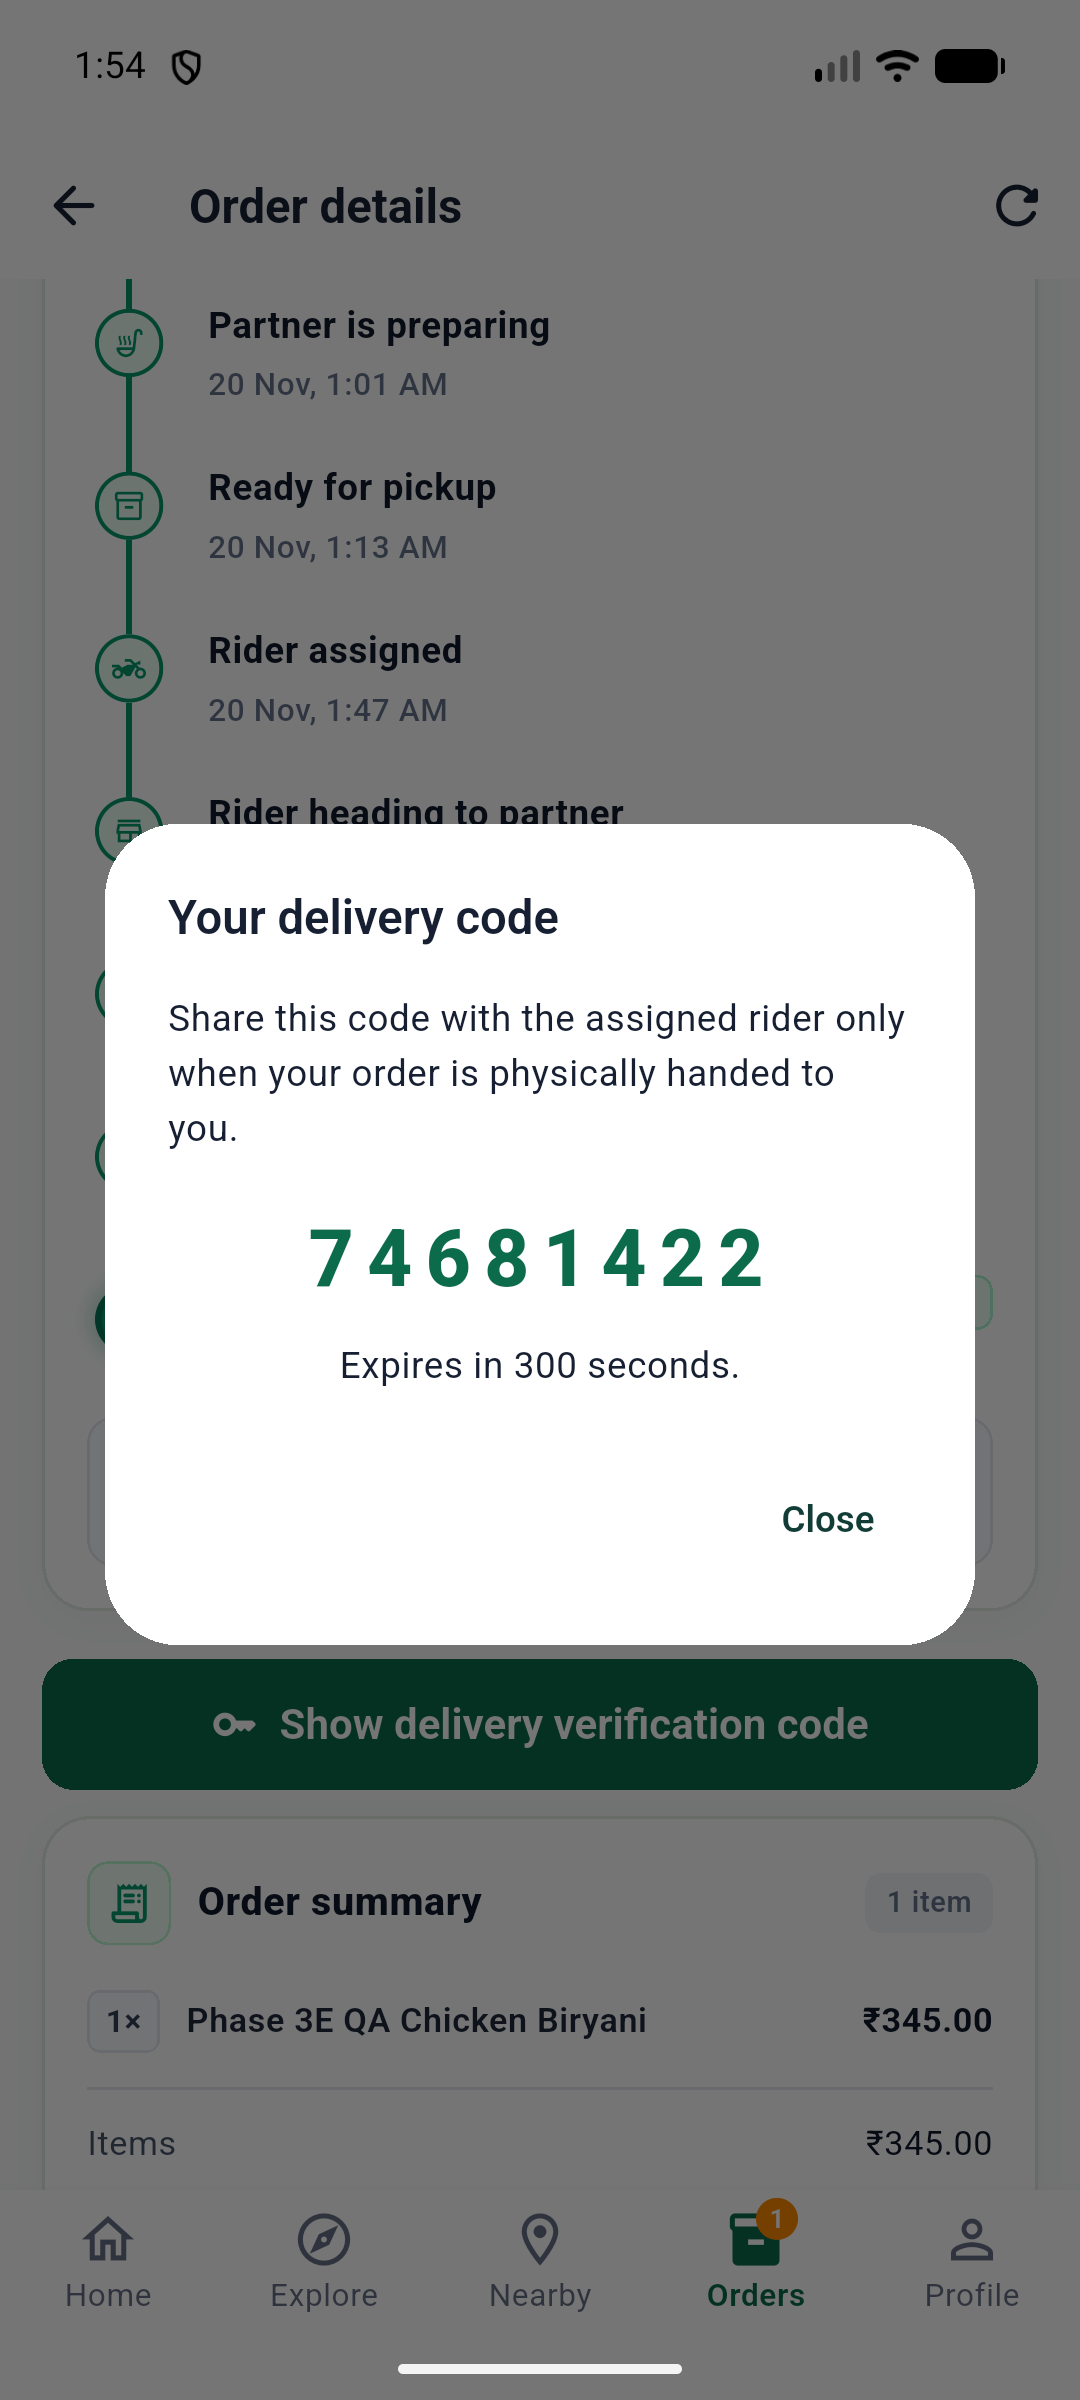 1:54
Order details
Partner is preparing
20 Nov, 1:01 AM
Ready for pickup
20 Nov, 1:13 AM
Rider assigned
20 Nov, 1:47 AM
Rider heading to partner
Your delivery code
Share this code with the assigned rider only
when your order is physically handed to
you.
74681422
Expires in 300 seconds.
Close
Show delivery verification code
Order summary
1 item
1× Phase 3E QA Chicken Biryani ₹345.00
Items ₹345.00
1
Home Explore Nearby Orders Profile